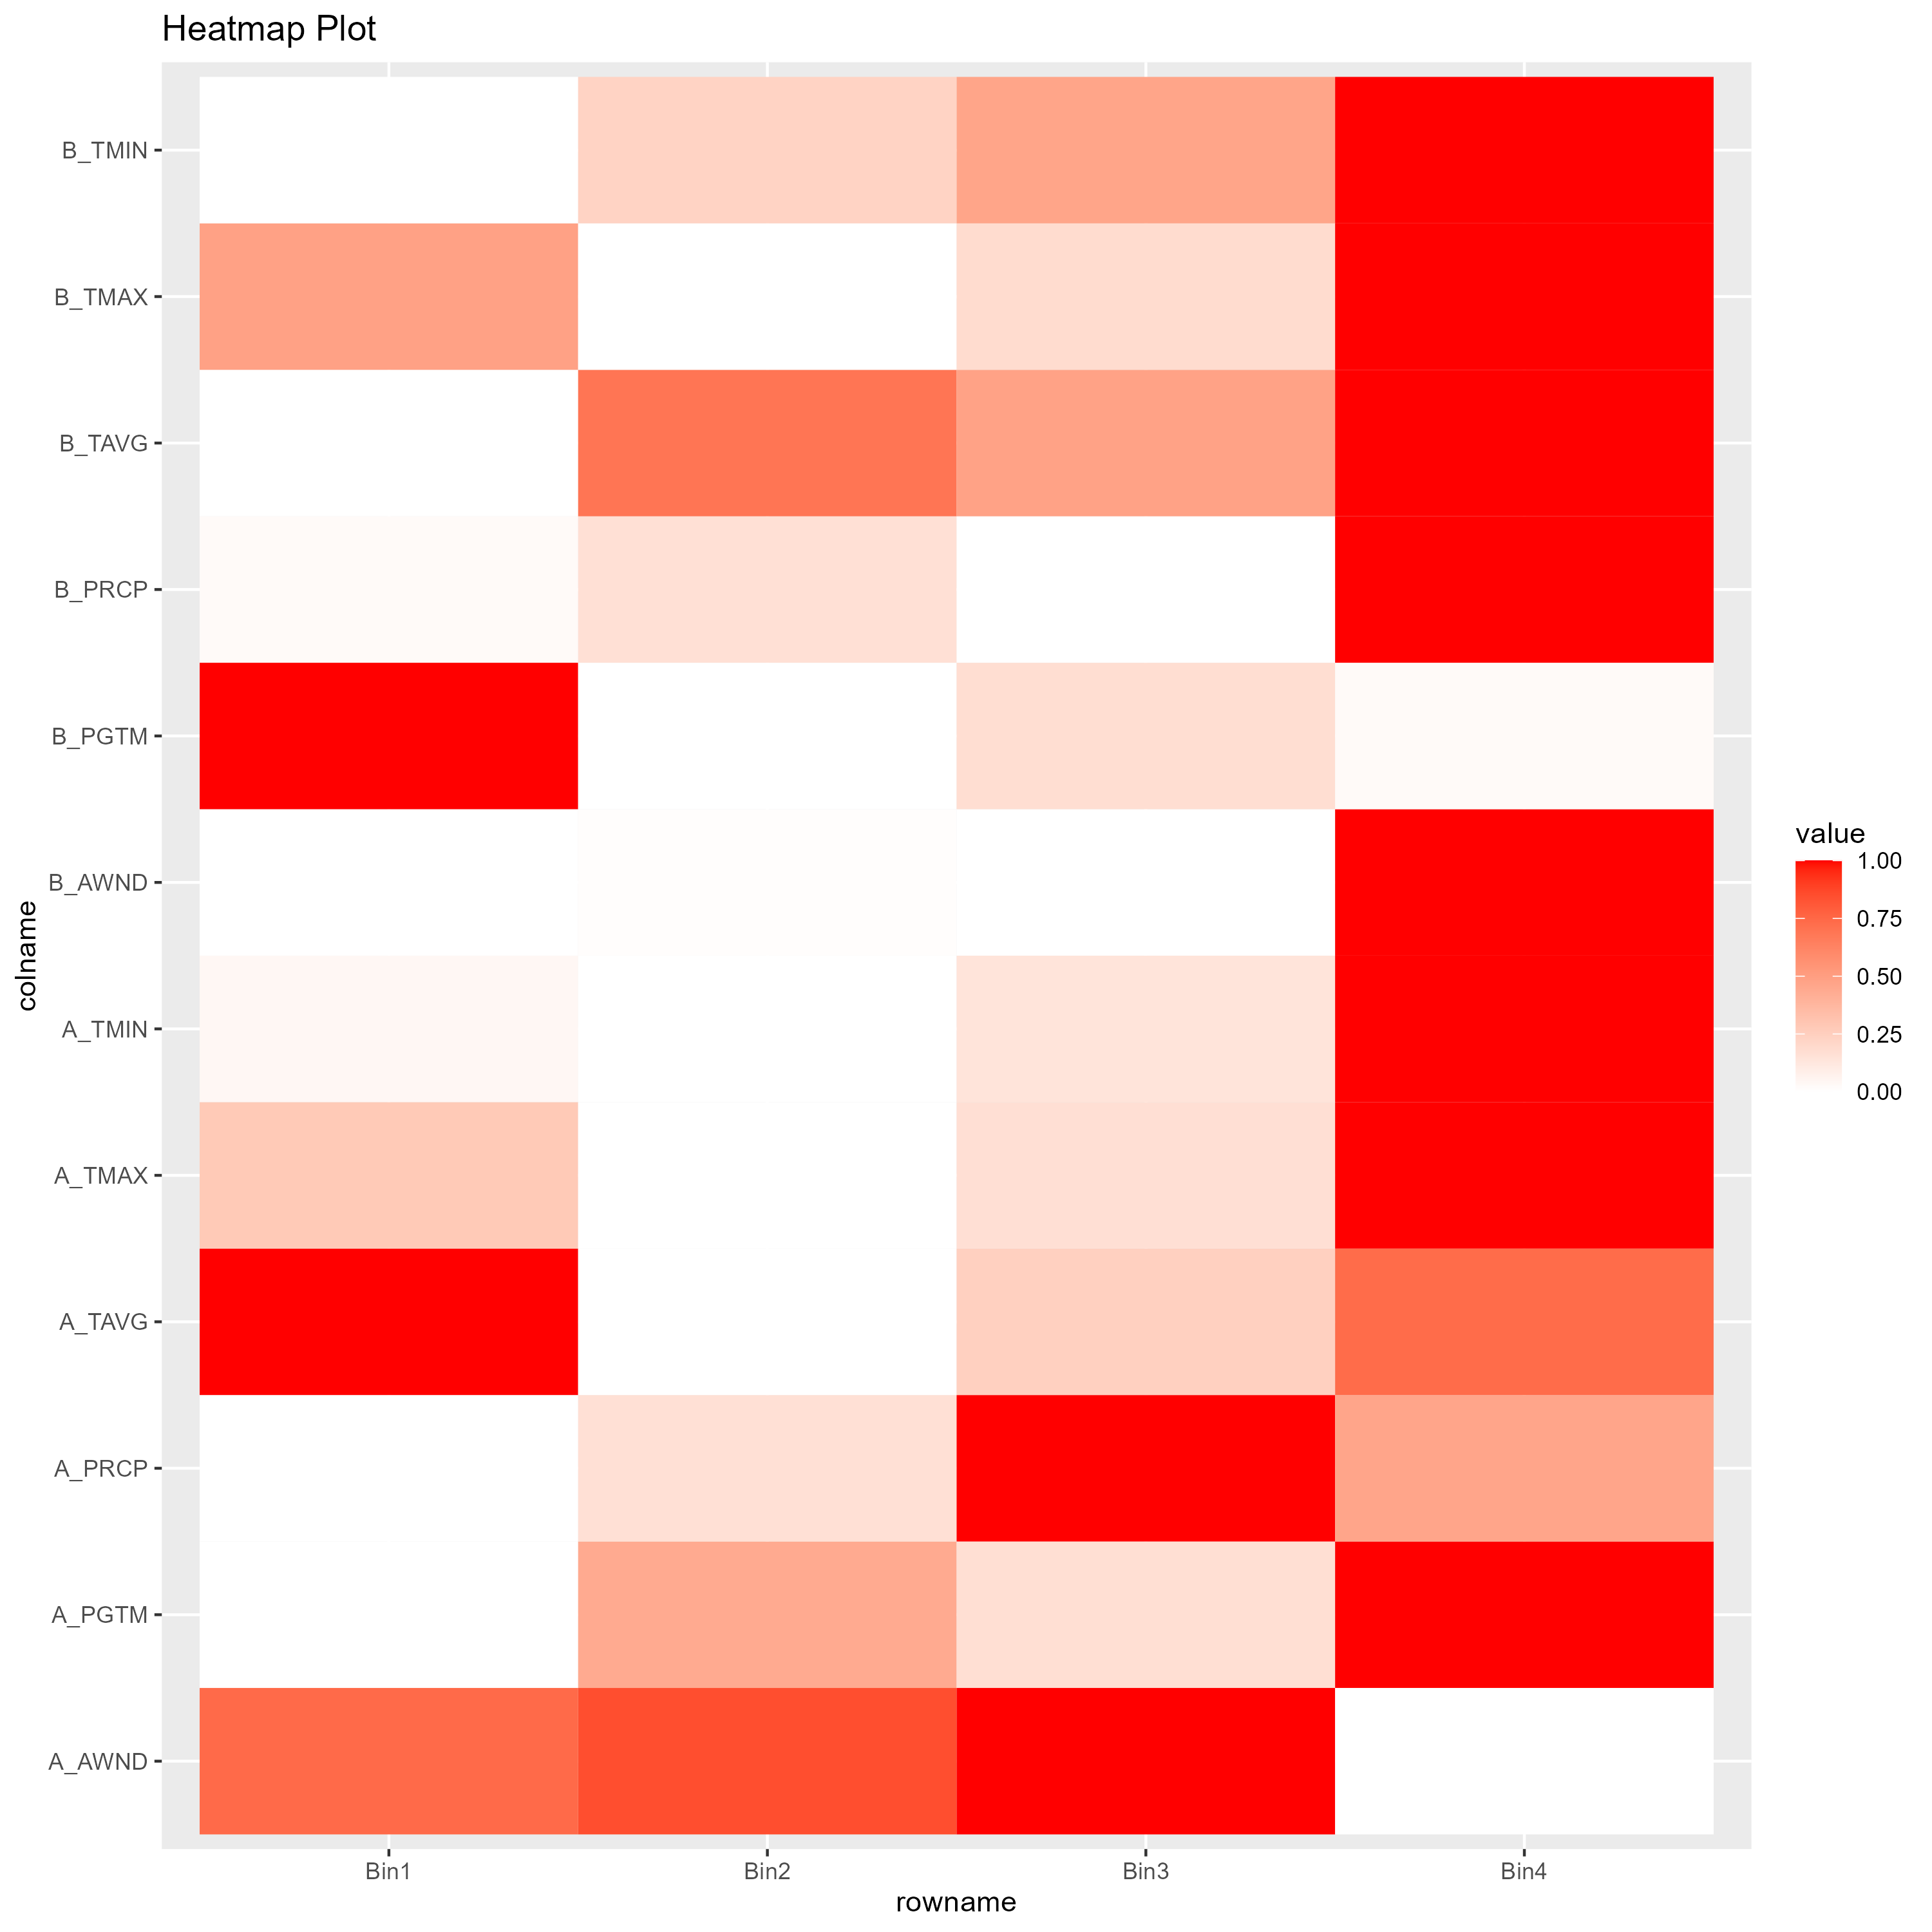 Heatmap Plot
B_TMIN
B_TMAX
B_TAVG
B_PRCP
B_PGTM
B_AWND
A_TMIN
A_TMAX
A_TAVG
A_PRCP
A_PGTM
A_AWND
colname
Bin1 Bin2 Bin3 Bin4
rowname
value
1.00
0.75
0.50
0.25
0.00